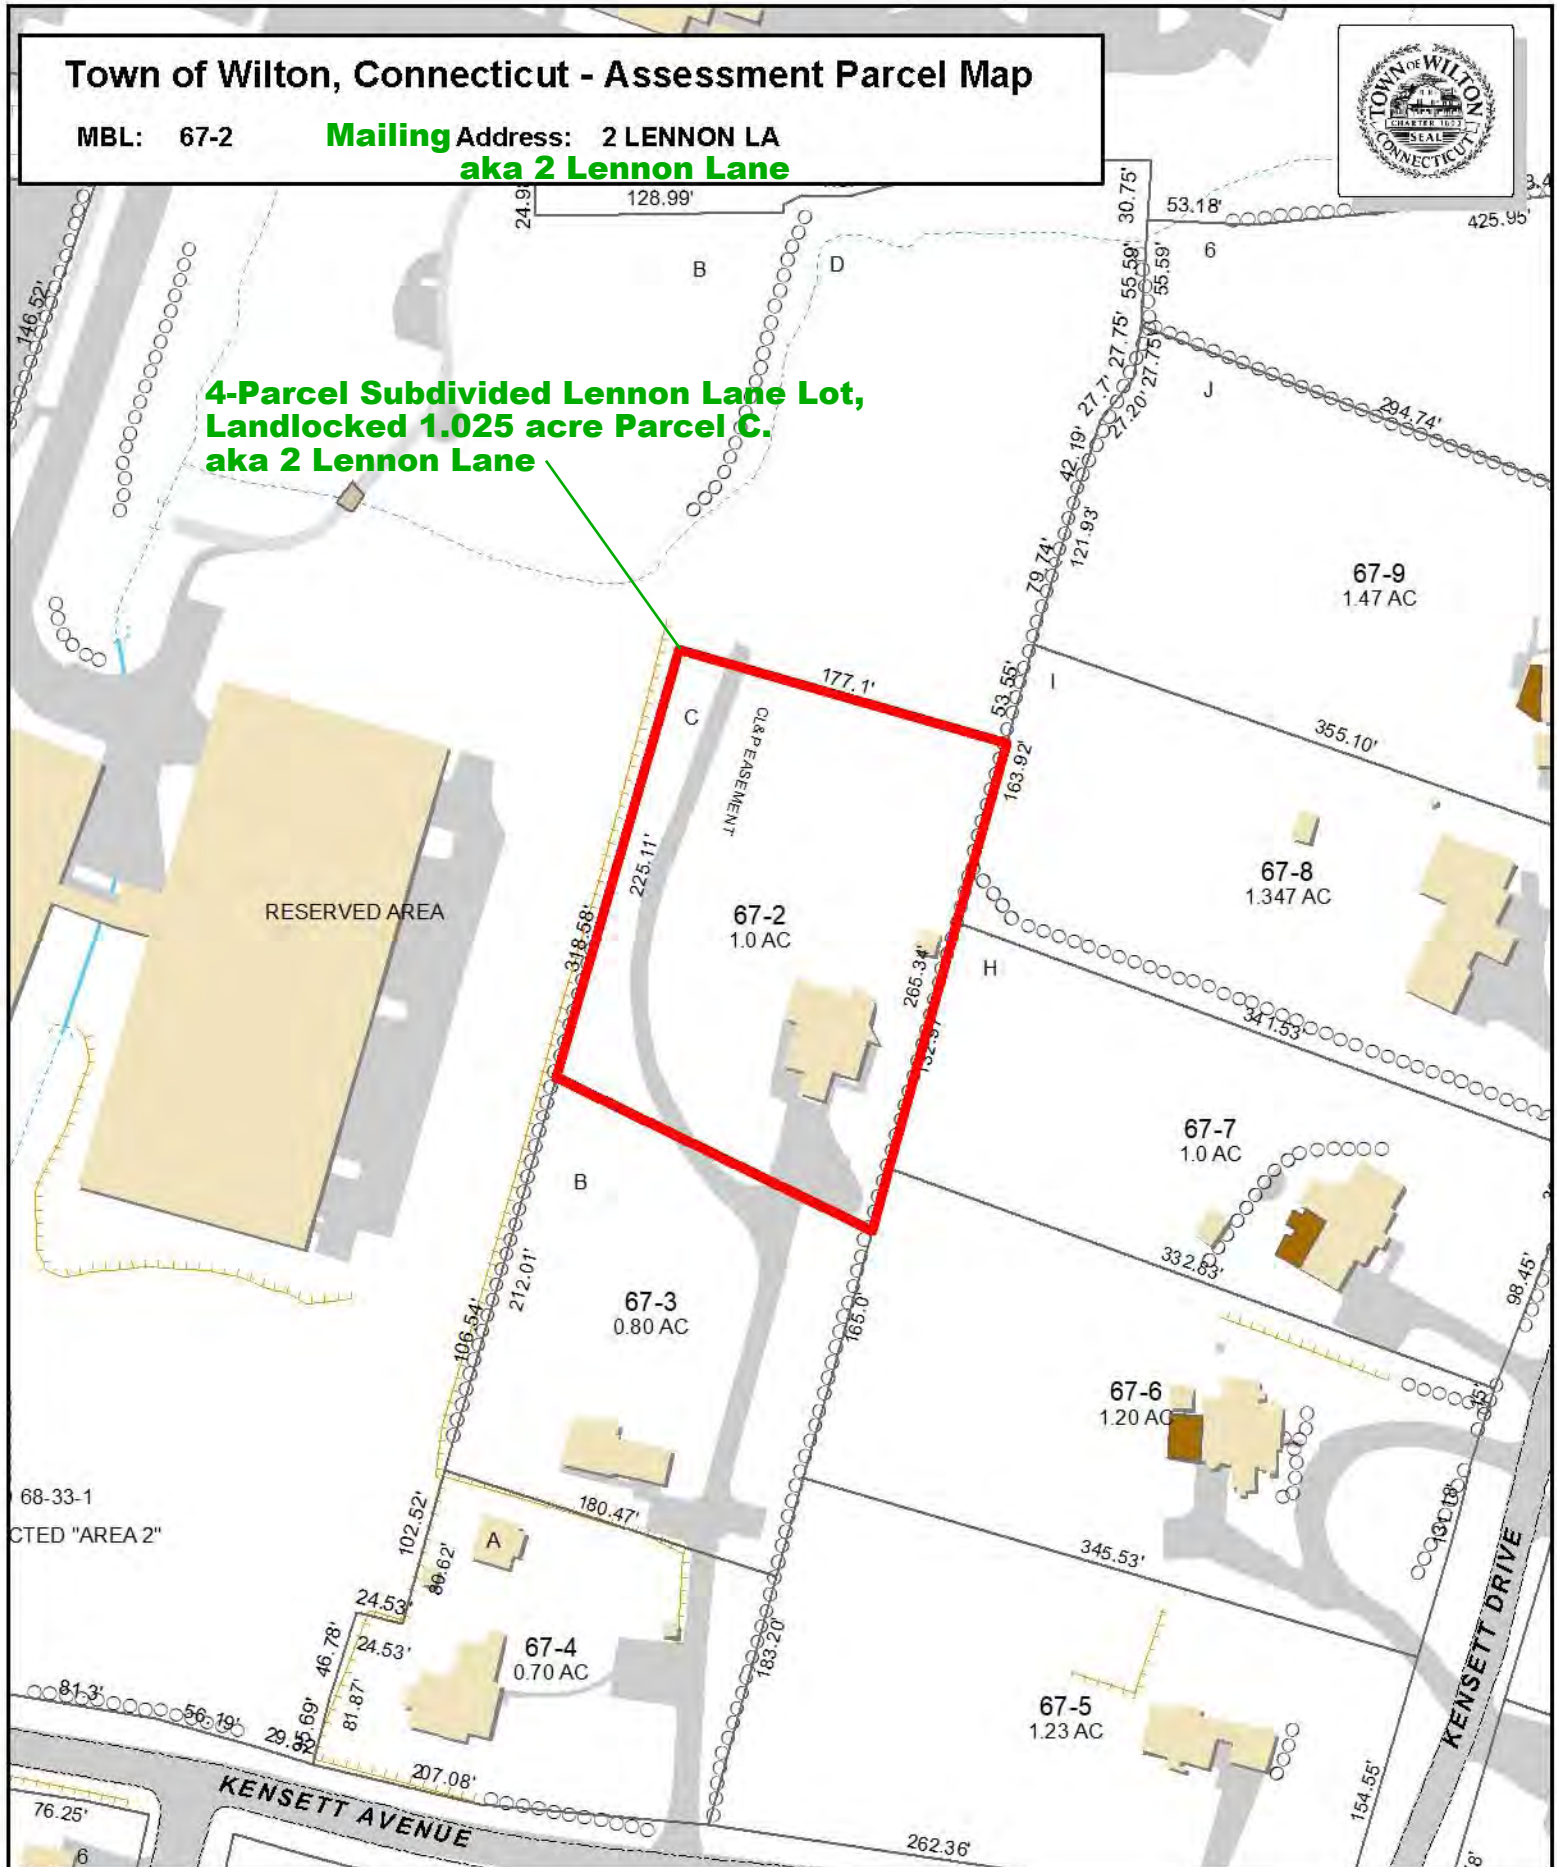 Town of Wilton, Connecticut - Assessment Parcel Map
MBL: 67-2 Mailing Address: 2 LENNON LA
aka 2 Lennon Lane
TOWN OF WILTON
CHARTER 1802
SEAL
CONNECTICUT
24.9
128.99'
30.75'
53.18'
425.95'
146.52'
B
D
6
55.59'
55.59'
27.75'
27.75'
J
4-Parcel Subdivided Lennon Lane Lot,
Landlocked 1.025 acre Parcel C.
aka 2 Lennon Lane
27.7'
27.20'
294.74'
42.19'
121.93'
79.74'
67-9
1.47 AC
53.55'
I
177.1'
C
CL&P EASEMENT
163.92'
355.10'
225.11'
67-8
1.347 AC
RESERVED AREA
67-2
1.0 AC
318.58'
265.34'
H
132.97'
341.53'
67-7
1.0 AC
B
212.01'
332.83'
98.45'
67-3
0.80 AC
106.54'
165.0'
67-6
1.20 AC
15'
68-33-1
CTED "AREA 2"
102.52'
180.47'
A
80.62'
131.18'
345.53'
KENSETT DRIVE
24.53'
24.53'
46.78'
67-4
0.70 AC
183.20'
81.87'
81.3'
56.19'
67-5
1.23 AC
207.08'
KENSETT AVENUE
154.55'
76.25'
262.36'
6
8'